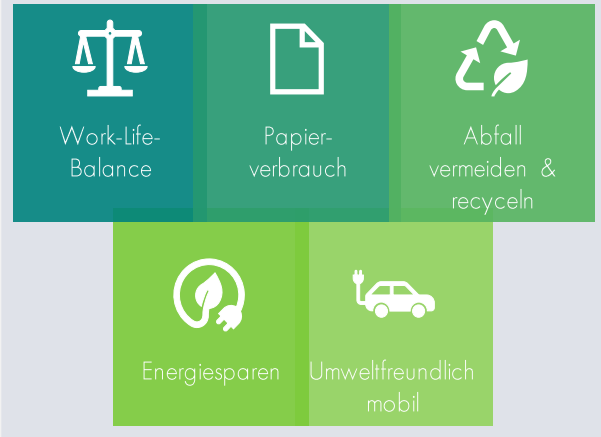 Work-Life-
Balance
Papier-
verbrauch
Abfall
vermeiden &
recyceln
Energiesparen
Umweltfreundlich
mobil